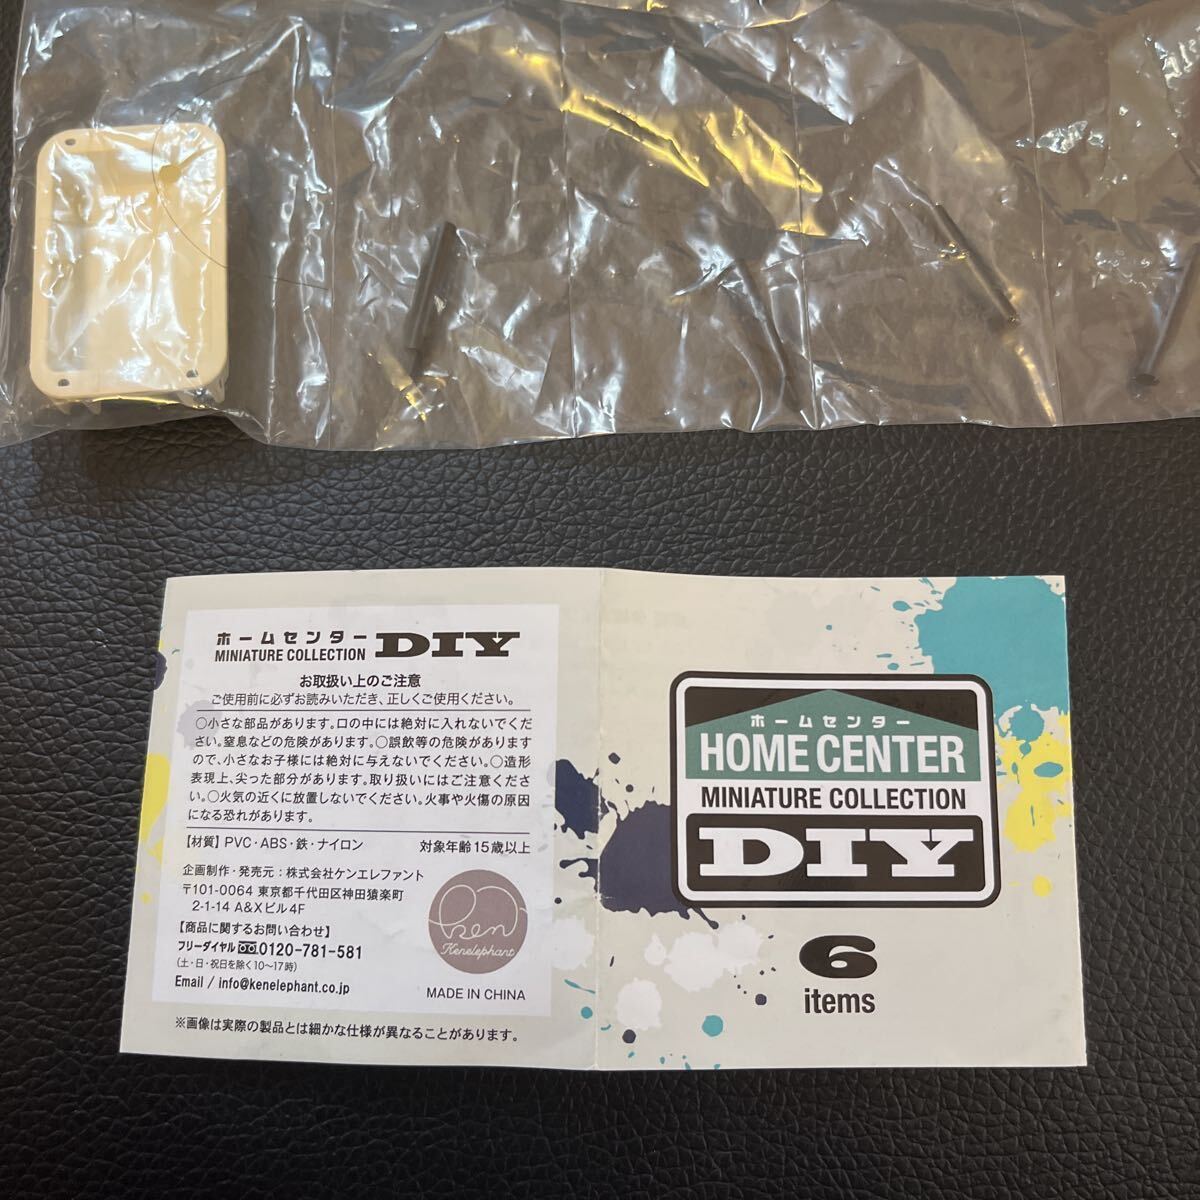 ホームセンター DIY
MINIATURE COLLECTION
お取扱い上のご注意
ご使用前に必ずお読みいただき、正しくご使用ください。
○小さな部品があります。口の中には絶対に入れないでくだ
さい。窒息などの危険があります。○誤飲等の危険があります
ので、小さなお子様には絶対に与えないでください。○造形
表現上、尖った部分があります。取り扱いにはご注意くださ
い。○火気の近くに放置しないでください。火事や火傷の原因
になる恐れがあります。
【材質】PVC・ABS・鉄・ナイロン 対象年齢15歳以上
企画制作・発売元：株式会社ケンエレファント
〒101-0064 東京都千代田区神田猿楽町
2-1-14 A&Xビル4F
【商品に関するお問い合わせ】
フリーダイヤル 0120-781-581
(土・日・祝日を除く10〜17時)
Email / info@kenelephant.co.jp
Ken
Kenelephant
MADE IN CHINA
※画像は実際の製品とは細かな仕様が異なることがあります。
ホームセンター
HOME CENTER
MINIATURE COLLECTION
DIY
6
items